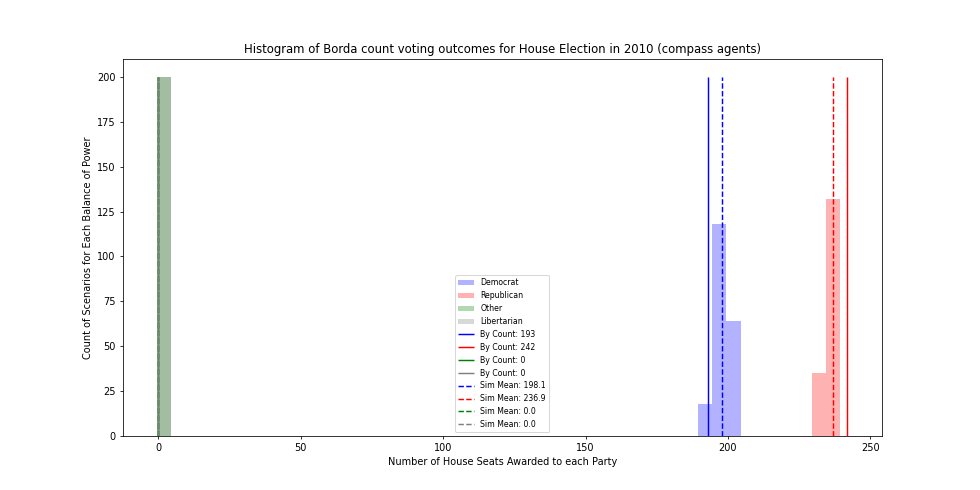 Histogram of Borda count voting outcomes for House Election in 2010 (compass agents)
Count of Scenarios for Each Balance of Power
200
175
150
125
100
75
50
25
0
Democrat
Republican
Other
Libertarian
By Count: 193
By Count: 242
By Count: 0
By Count: 0
Sim Mean: 198.1
Sim Mean: 236.9
Sim Mean: 0.0
Sim Mean: 0.0
0 50 100 150 200 250
Number of House Seats Awarded to each Party